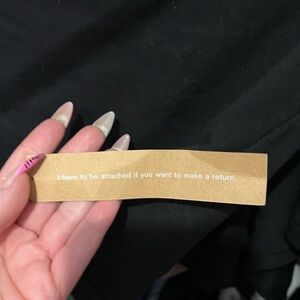 I have to be attached if you want to make a return.